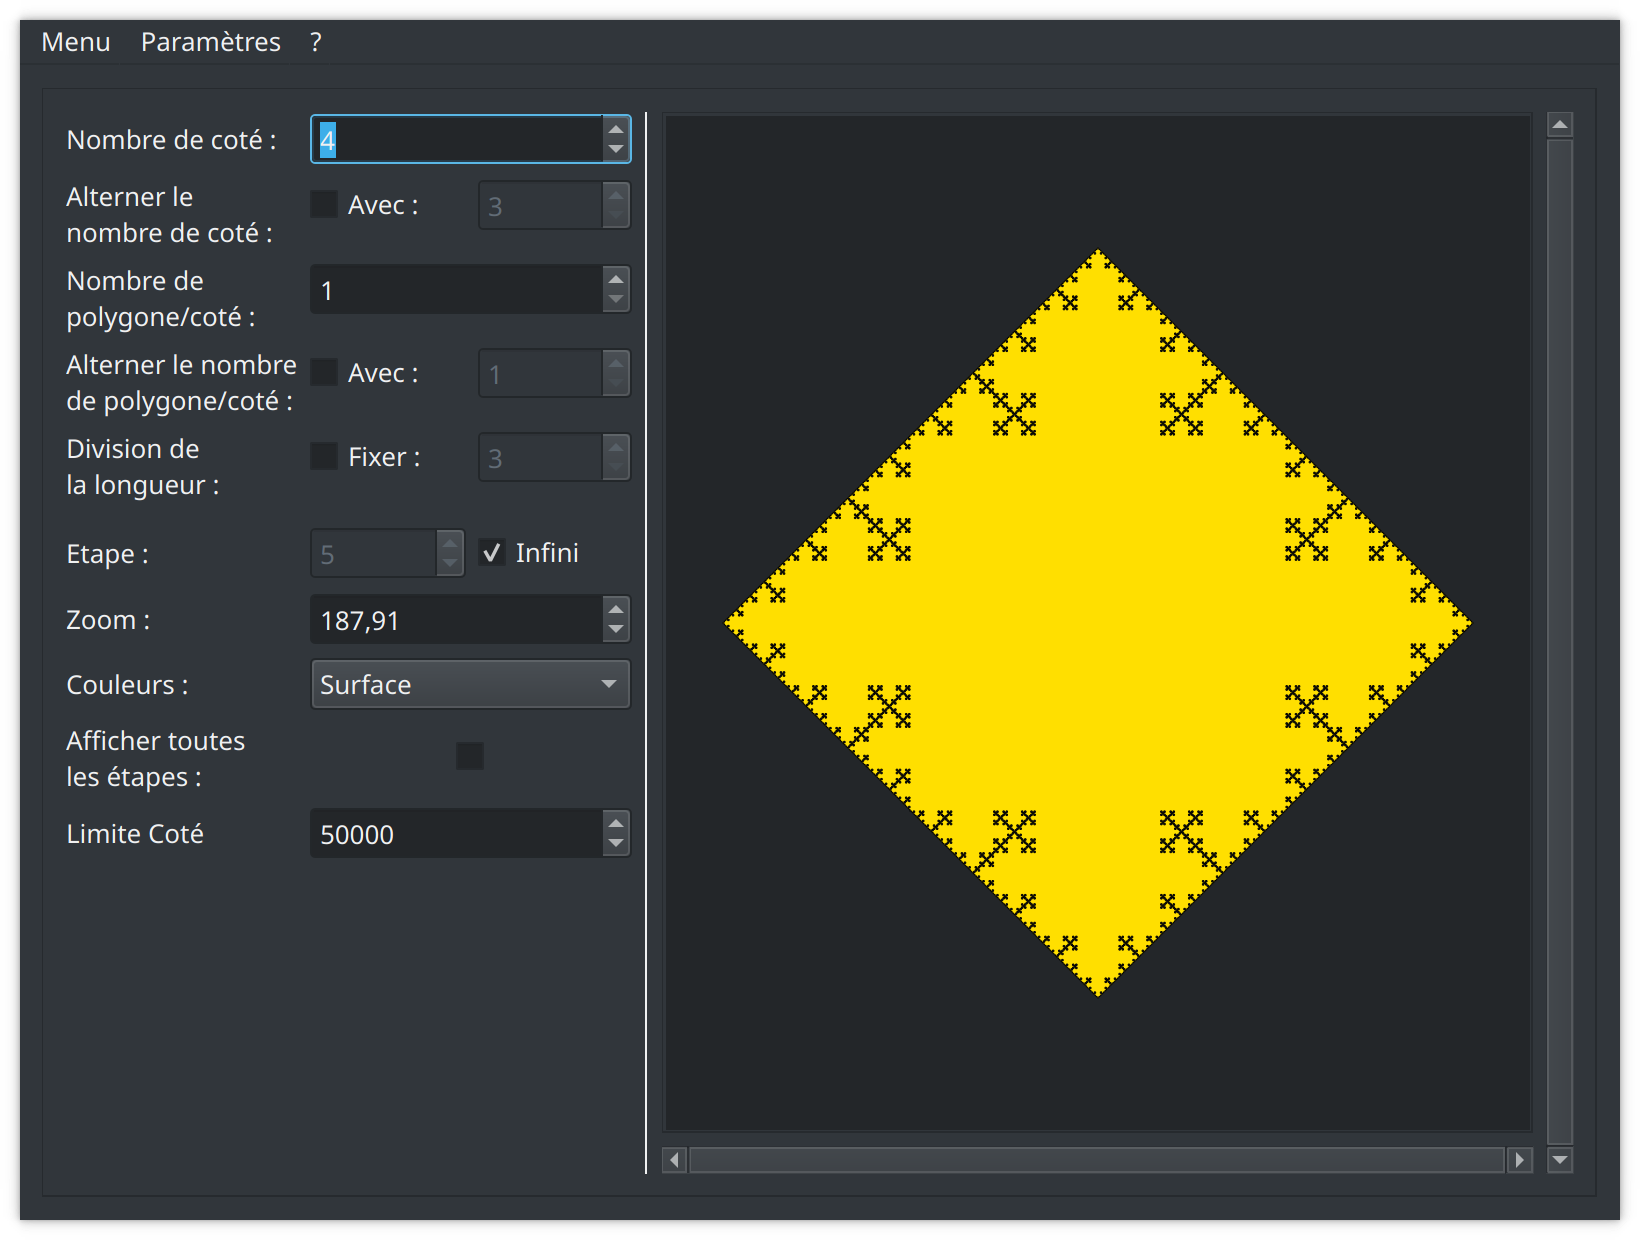 Menu Paramètres ?
Nombre de coté : 4
Alterner le
nombre de coté : Avec : 3
Nombre de
polygone/coté : 1
Alterner le nombre
de polygone/coté : Avec : 1
Division de
la longueur : Fixer : 3
Etape : 5 Infini
Zoom : 187,91
Couleurs : Surface
Afficher toutes
les étapes :
Limite Coté 50000